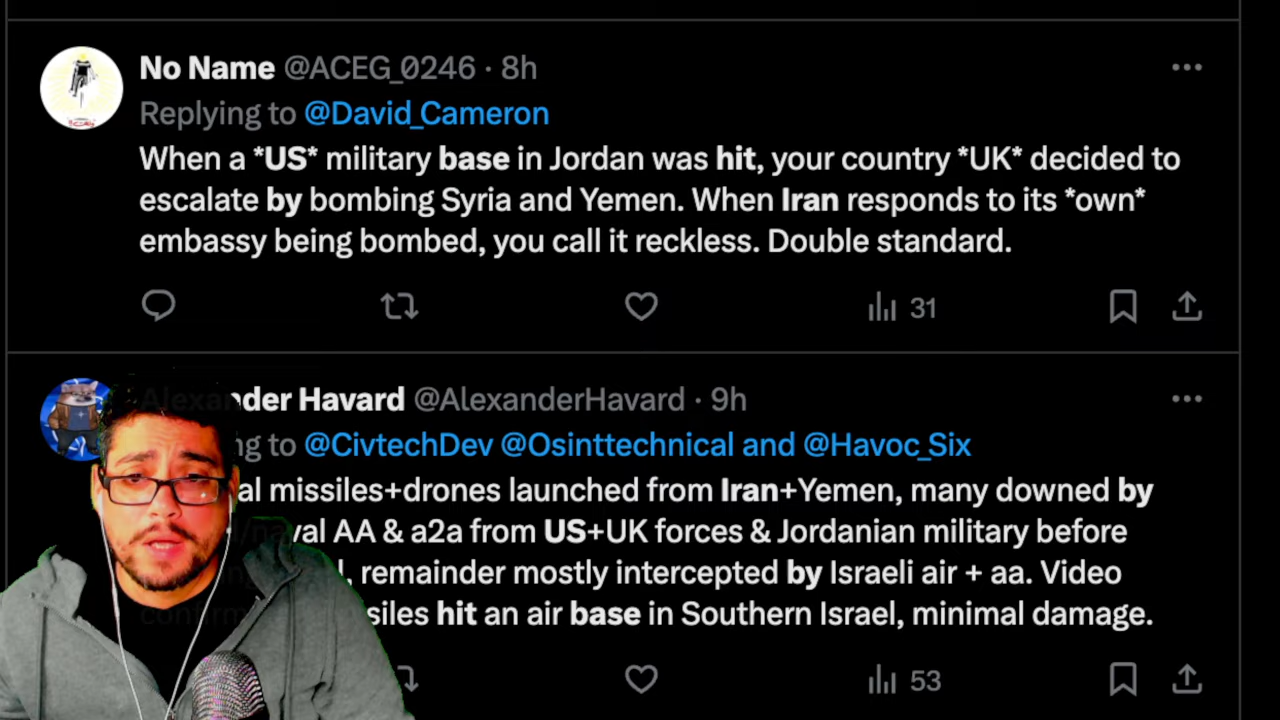 No Name @ACEG_0246 · 8h
Replying to @David_Cameron
When a *US* military base in Jordan was hit, your country *UK* decided to
escalate by bombing Syria and Yemen. When Iran responds to its *own*
embassy being bombed, you call it reckless. Double standard.
31
Alexander Havard @AlexanderHavard · 9h
to @CivtechDev @Osinttechnical and @Havoc_Six
missiles+drones launched from Iran+Yemen, many downed by
AA & a2a from US+UK forces & Jordanian military before
remainder mostly intercepted by Israeli air + aa. Video
hit an air base in Southern Israel, minimal damage.
53